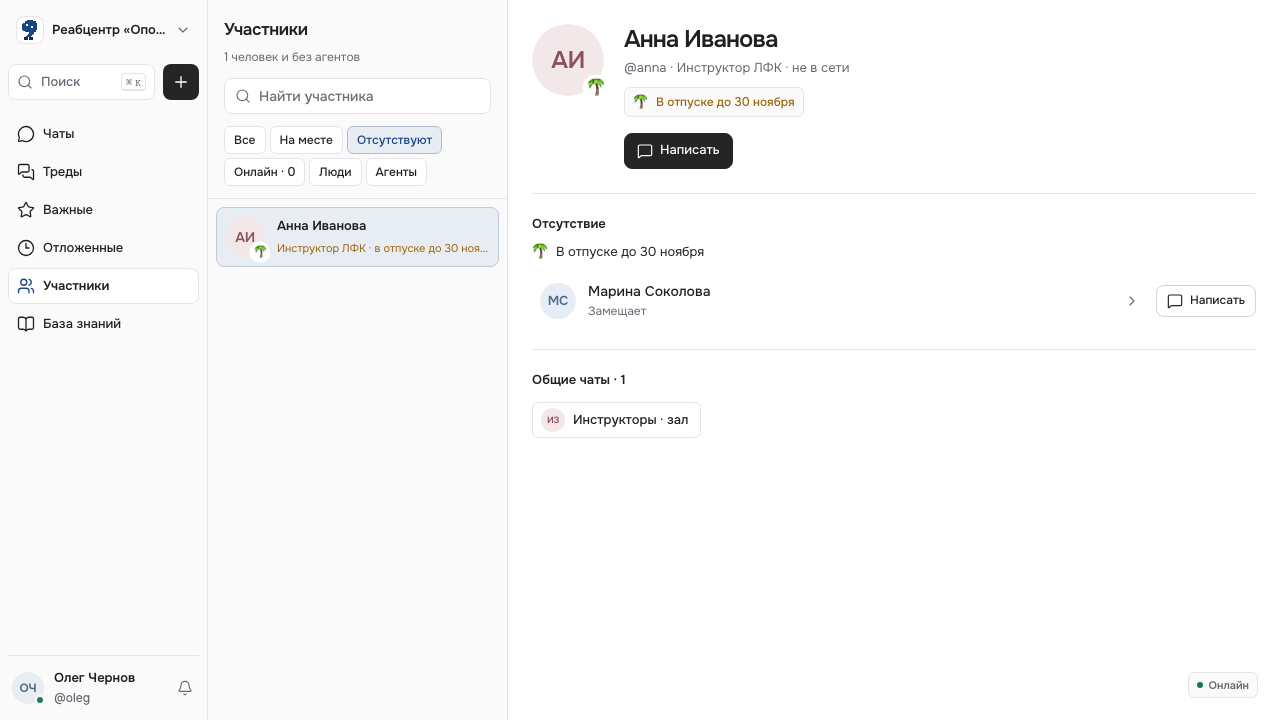 Реабцентр «Опо...
Поиск
⌘ K
Чаты
Треды
Важные
Отложенные
Участники
База знаний
Олег Чернов
@oleg
ОЧ
Участники
1 человек и без агентов
Найти участника
Все
На месте
Отсутствуют
Онлайн · 0
Люди
Агенты
АИ
Анна Иванова
Инструктор ЛФК · в отпуске до 30 ноя...
АИ
Анна Иванова
@anna · Инструктор ЛФК · не в сети
В отпуске до 30 ноября
Написать
Отсутствие
В отпуске до 30 ноября
МС
Марина Соколова
Замещает
Написать
Общие чаты · 1
ИЗ
Инструкторы · зал
Онлайн